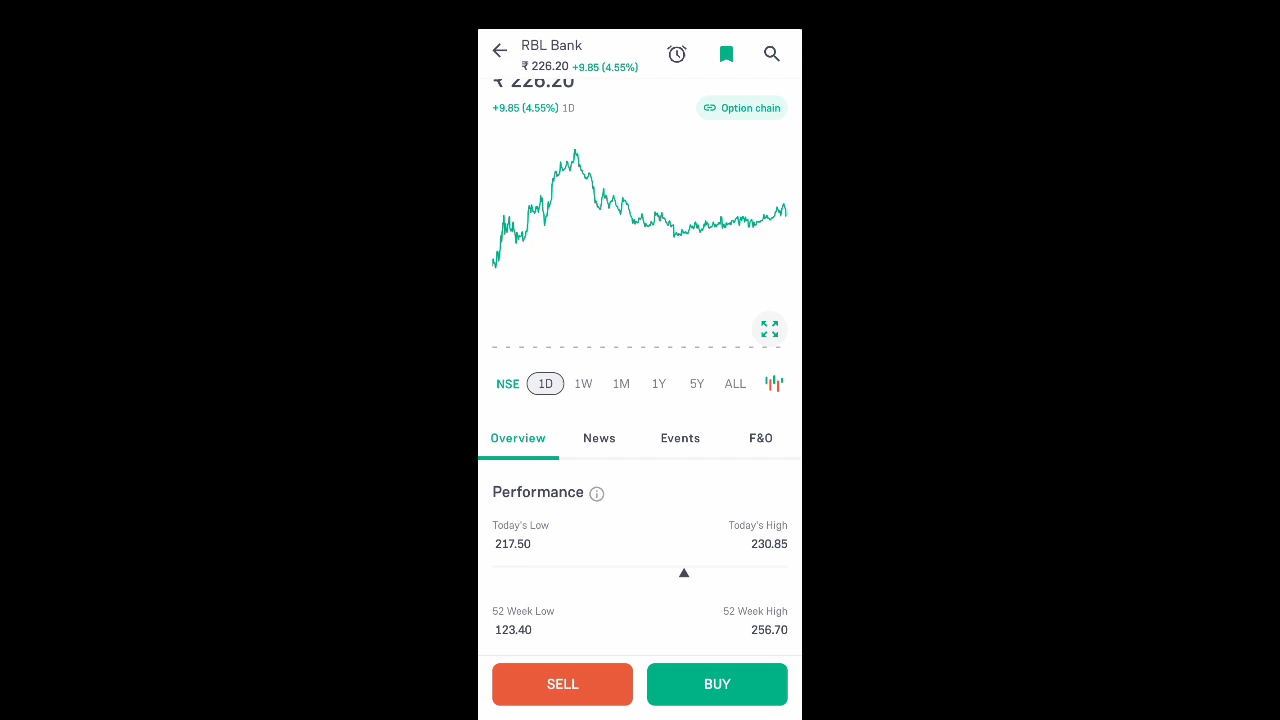 RBL Bank
₹ 226.20 +9.85 (4.55%)
₹ 226.20
+9.85 (4.55%) 1D
Option chain
NSE 1D 1W 1M 1Y 5Y ALL
Overview News Events F&O
Performance
Today's Low Today's High
217.50 230.85
52 Week Low 52 Week High
123.40 256.70
SELL BUY